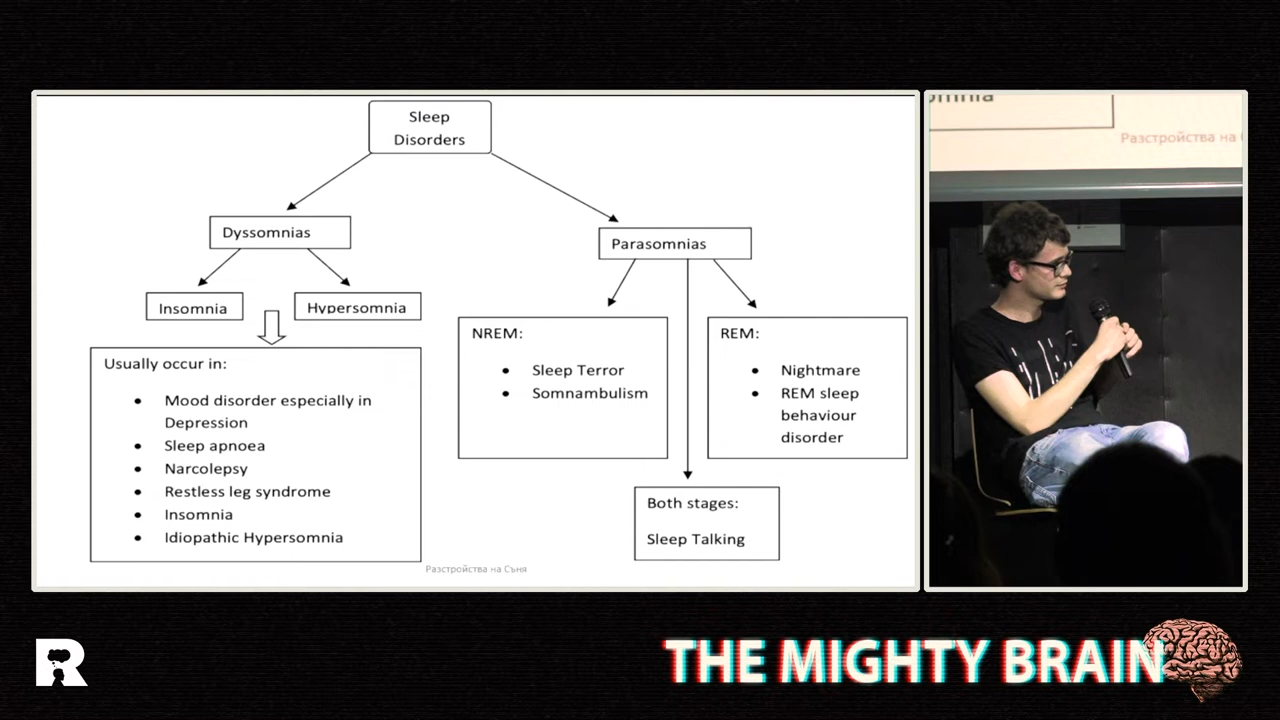 Sleep
Disorders
Dyssomnias
Parasomnias
Insomnia
Hypersomnia
Usually occur in:
• Mood disorder especially in
Depression
• Sleep apnoea
• Narcolepsy
• Restless leg syndrome
• Insomnia
• Idiopathic Hypersomnia
NREM:
• Sleep Terror
• Somnambulism
REM:
• Nightmare
• REM sleep
behaviour
disorder
Both stages:
Sleep Talking
Разстройства на Съня
Разстройства на
R
THE MIGHTY BRAIN